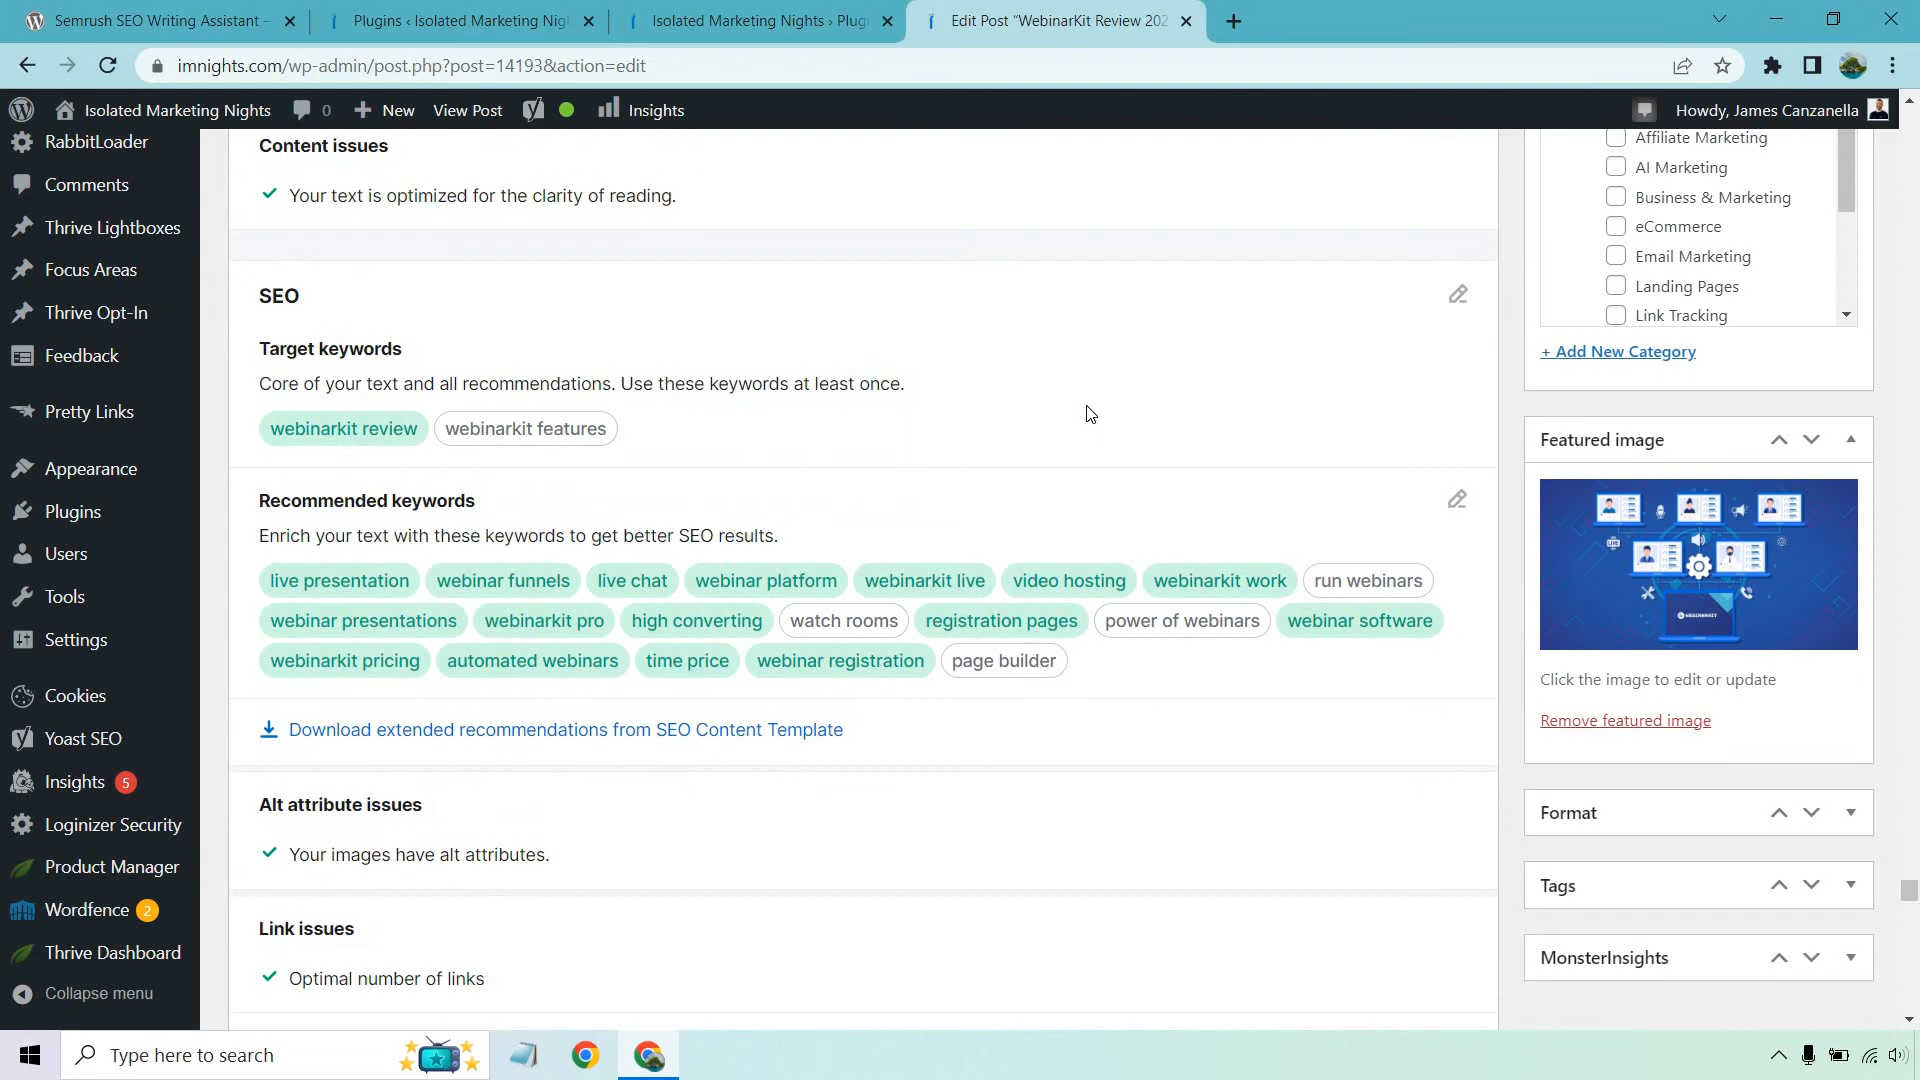 Semrush SEO Writing Assistant –
Plugins ‹ Isolated Marketing Nig
Isolated Marketing Nights › Plug
Edit Post “WebinarKit Review 202
imnights.com/wp-admin/post.php?post=14193&action=edit
Isolated Marketing Nights
0
New
View Post
Insights
Howdy, James Canzanella
RabbitLoader
Comments
Thrive Lightboxes
Focus Areas
Thrive Opt-In
Feedback
Pretty Links
Appearance
Plugins
Users
Tools
Settings
Cookies
Yoast SEO
Insights 5
Loginizer Security
Product Manager
Wordfence 2
Thrive Dashboard
Collapse menu
Content issues
Your text is optimized for the clarity of reading.
SEO
Target keywords
Core of your text and all recommendations. Use these keywords at least once.
webinarkit review webinarkit features
Recommended keywords
Enrich your text with these keywords to get better SEO results.
live presentation webinar funnels live chat webinar platform webinarkit live video hosting webinarkit work run webinars
webinar presentations webinarkit pro high converting watch rooms registration pages power of webinars webinar software
webinarkit pricing automated webinars time price webinar registration page builder
Download extended recommendations from SEO Content Template
Alt attribute issues
Your images have alt attributes.
Link issues
Optimal number of links
Affiliate Marketing
AI Marketing
Business & Marketing
eCommerce
Email Marketing
Landing Pages
Link Tracking
+ Add New Category
Featured image
LIVE
WEBINARKIT
Click the image to edit or update
Remove featured image
Format
Tags
MonsterInsights
Type here to search